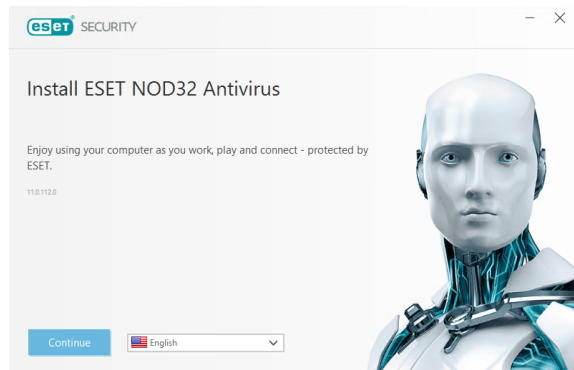 eset SECURITY
Install ESET NOD32 Antivirus
Enjoy using your computer as you work, play and connect - protected by
ESET.
11.0.112.0
Continue
English